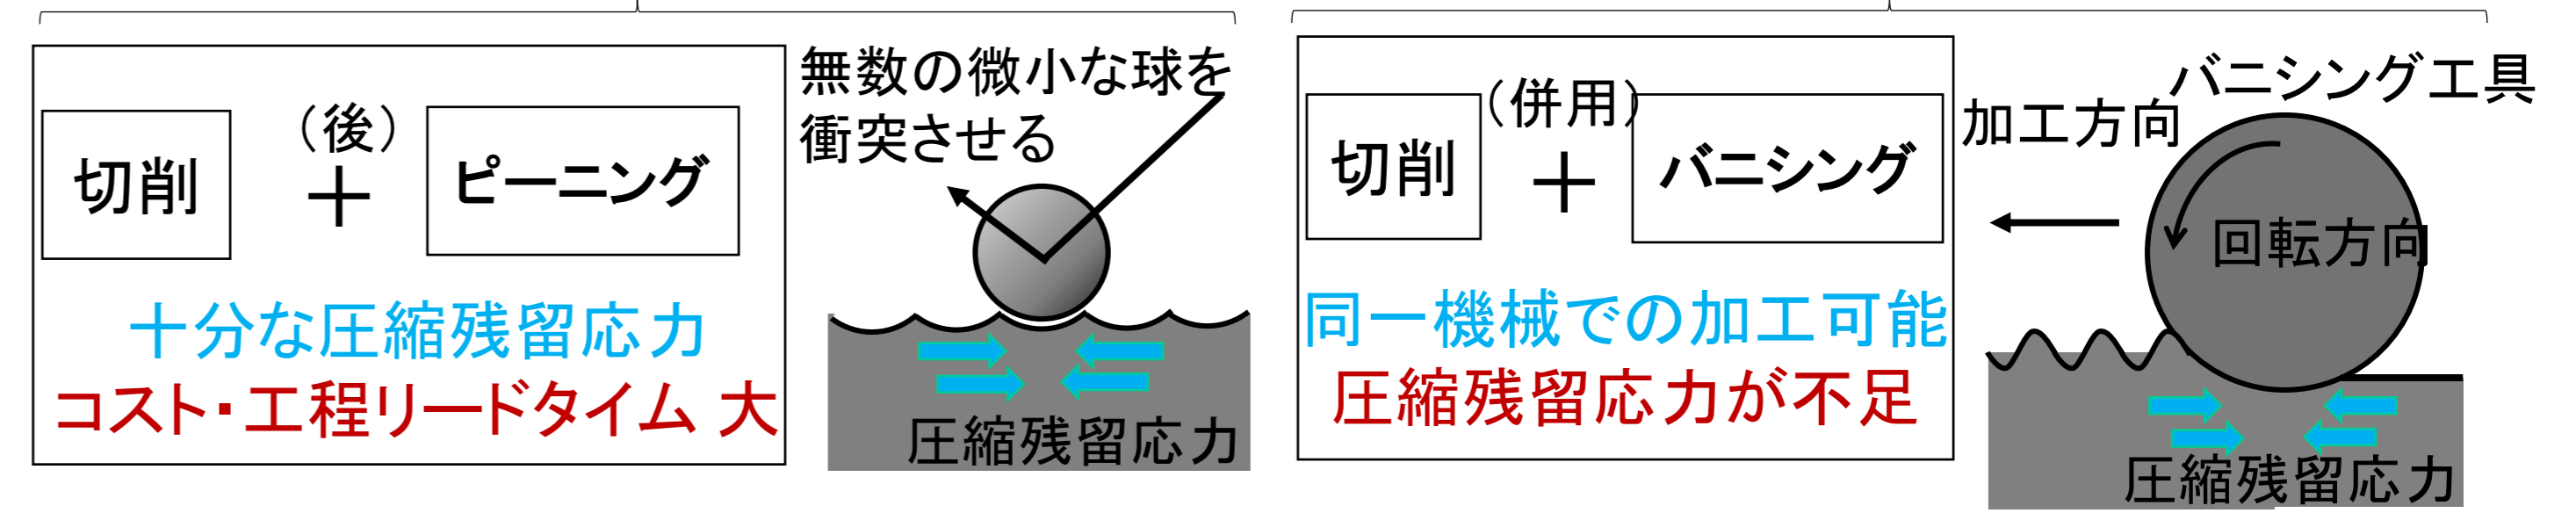 切削
（後）
＋
ピーニング
十分な圧縮残留応力
コスト・工程リードタイム 大
無数の微小な球を
衝突させる
圧縮残留応力
切削
（併用）
＋
バニシング
同一機械での加工可能
圧縮残留応力が不足
バニシング工具
加工方向
回転方向
圧縮残留応力